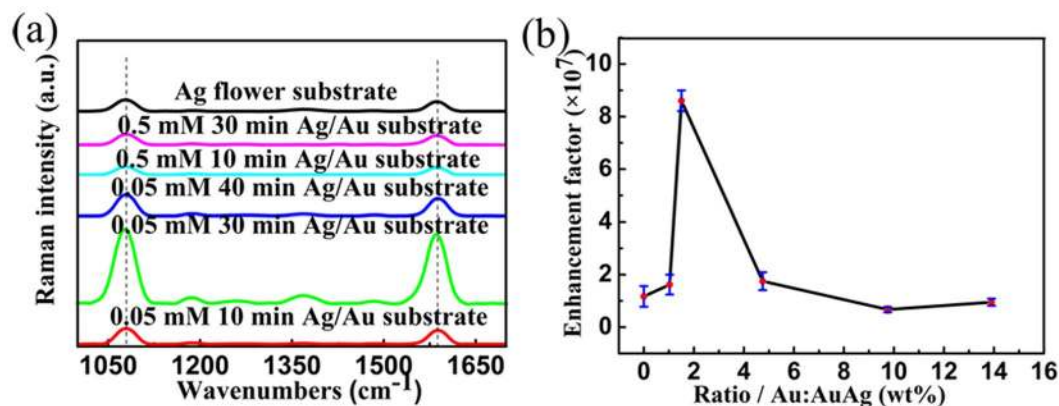 (a)
Raman intensity (a.u.)
Ag flower substrate
0.5 mM 30 min Ag/Au substrate
0.5 mM 10 min Ag/Au substrate
0.05 mM 40 min Ag/Au substrate
0.05 mM 30 min Ag/Au substrate
0.05 mM 10 min Ag/Au substrate
1050 1200 1350 1500 1650
Wavenumbers (cm-1)
(b)
Enhancement factor (×10⁷)
10
8
6
4
2
0
0 2 4 6 8 10 12 14 16
Ratio / Au:AuAg (wt%)